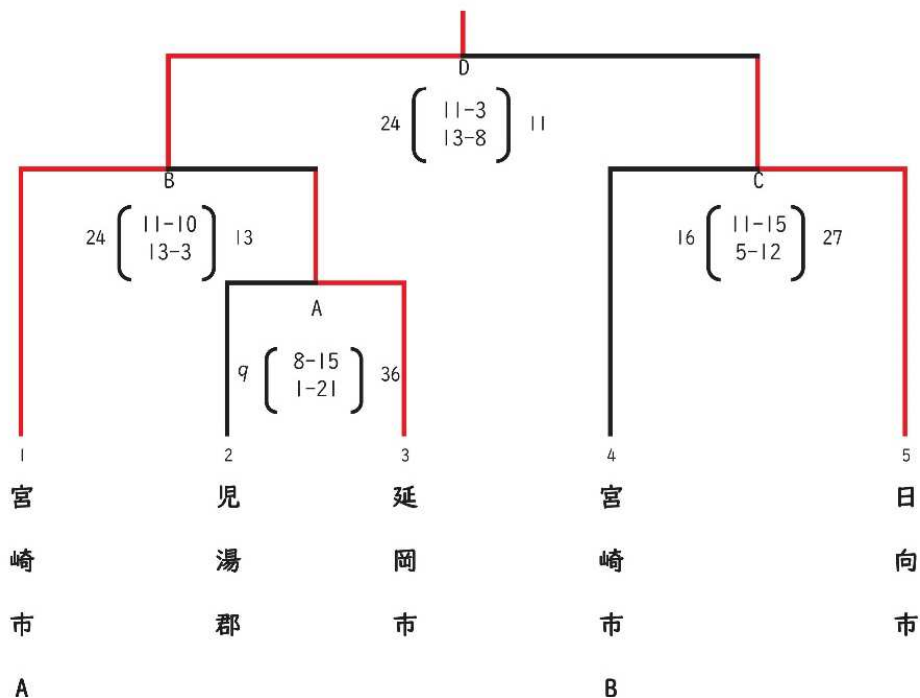 D
24 ( 11-3 13-8 ) 11
B
24 ( 11-10 13-3 ) 13
C
16 ( 11-15 5-12 ) 27
A
9 ( 8-15 1-21 ) 36
1 2 3 4 5
宮崎市A
児湯郡
延岡市
宮崎市B
日向市